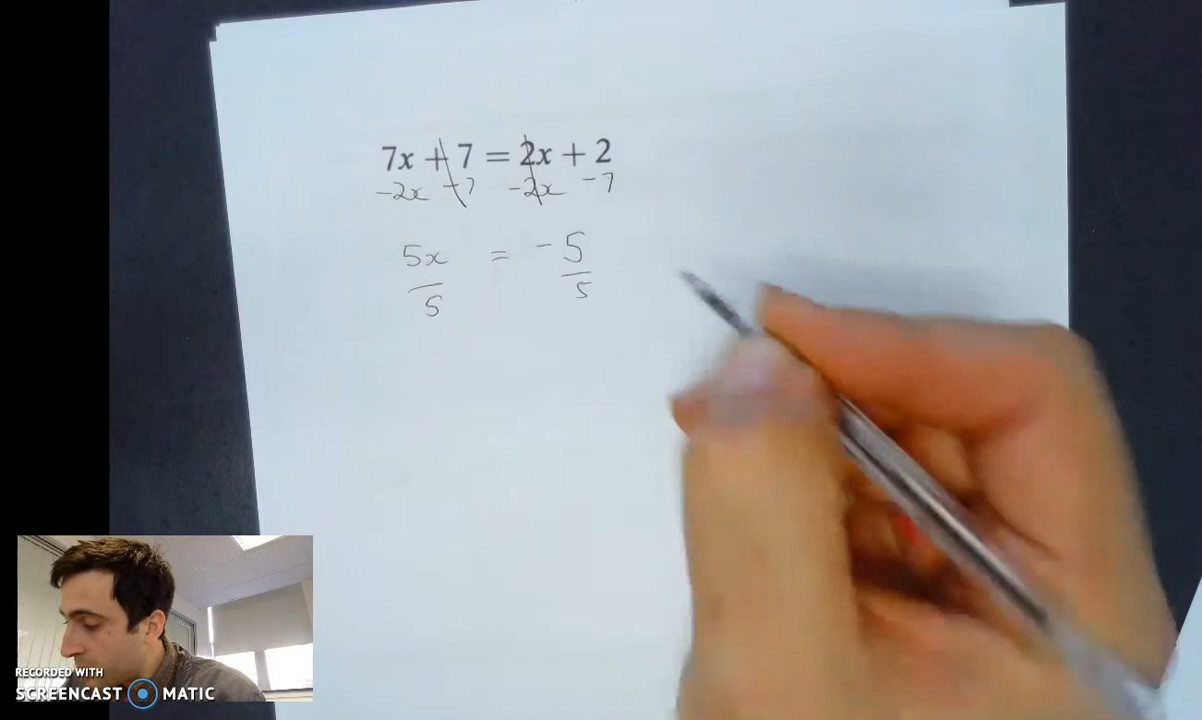 7x + 7 = 2x + 2
-2x -7 -2x -7
5x = -5
5 5
RECORDED WITH
SCREENCAST MATIC